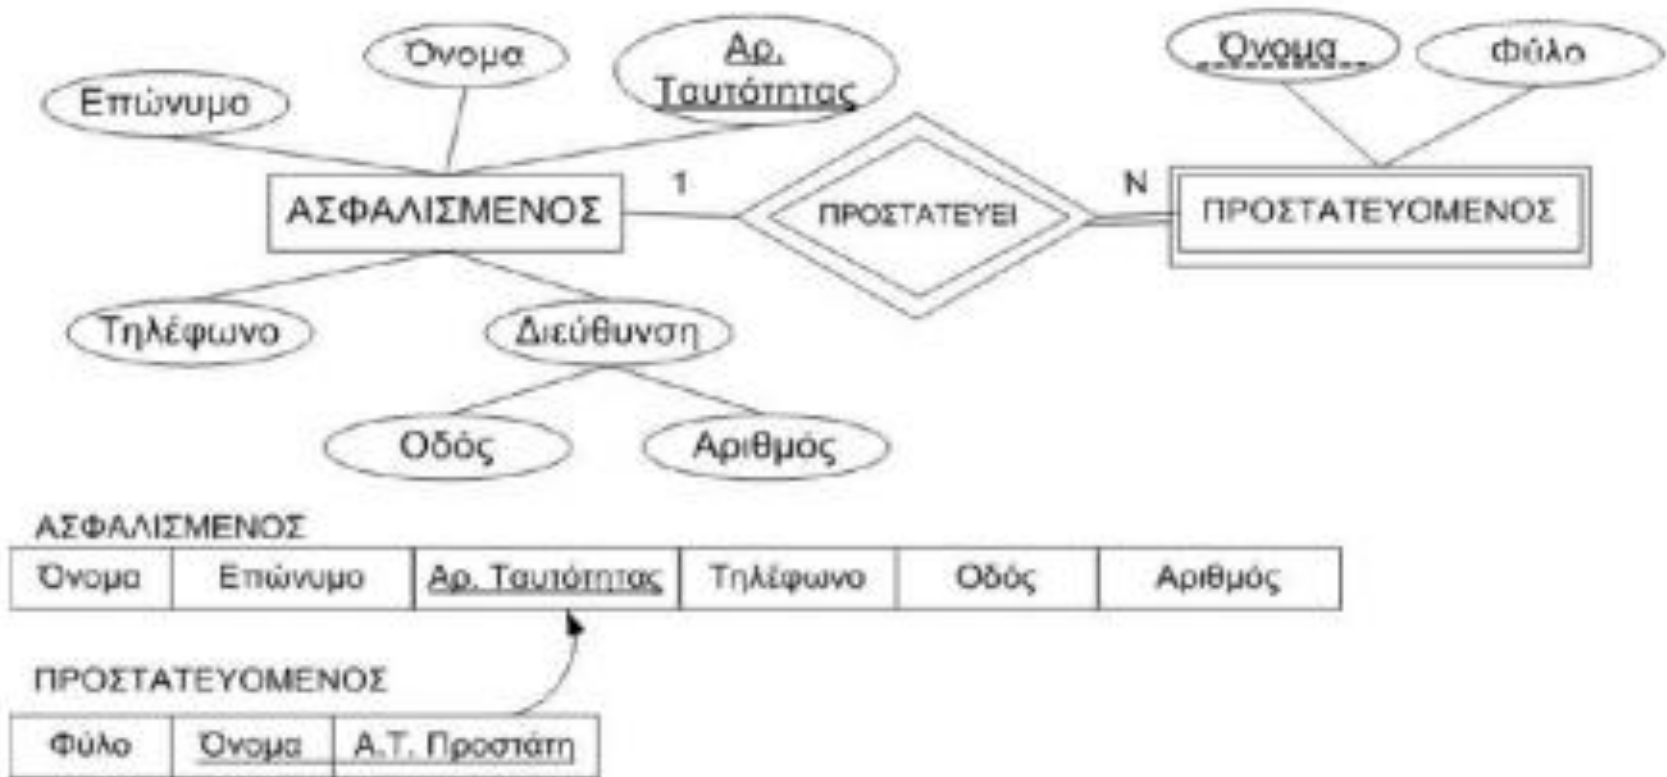 Επώνυμο
Όνομα
Αρ.
Ταυτότητας
Όνομα
Φύλο
ΑΣΦΑΛΙΣΜΕΝΟΣ
1
ΠΡΟΣΤΑΤΕΥΕΙ
N
ΠΡΟΣΤΑΤΕΥΟΜΕΝΟΣ
Τηλέφωνο
Διεύθυνση
Οδός
Αριθμός
ΑΣΦΑΛΙΣΜΕΝΟΣ
Όνομα Επώνυμο Αρ. Ταυτότητας Τηλέφωνο Οδός Αριθμός
ΠΡΟΣΤΑΤΕΥΟΜΕΝΟΣ
Φύλο Όνομα Α.Τ. Προστάτη